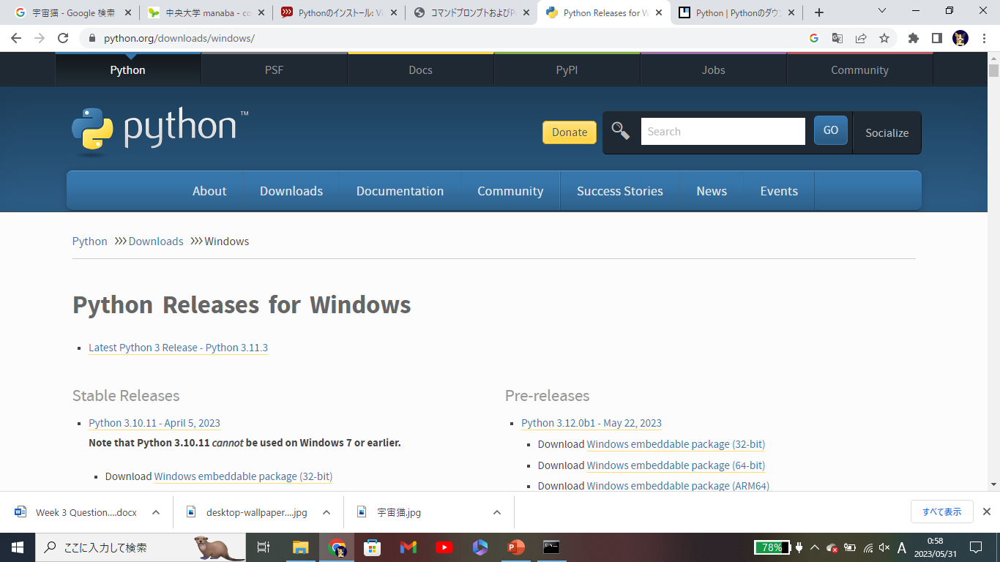 宇宙猫 - Google 検索
中央大学 manaba - co
Pythonのインストール: Vi
コマンドプロンプトおよびP
Python Releases for W
Python | Pythonのダウン
python.org/downloads/windows/
Python
PSF
Docs
PyPI
Jobs
Community
python™
Donate
Search
GO
Socialize
About
Downloads
Documentation
Community
Success Stories
News
Events
Python >>> Downloads >>> Windows
Python Releases for Windows
Latest Python 3 Release - Python 3.11.3
Stable Releases
Python 3.10.11 - April 5, 2023
Note that Python 3.10.11 cannot be used on Windows 7 or earlier.
Download Windows embeddable package (32-bit)
Pre-releases
Python 3.12.0b1 - May 22, 2023
Download Windows embeddable package (32-bit)
Download Windows embeddable package (64-bit)
Download Windows embeddable package (ARM64)
Week 3 Question....docx
desktop-wallpaper....jpg
宇宙猫.jpg
すべて表示
ここに入力して検索
78%
A
0:58
2023/05/31